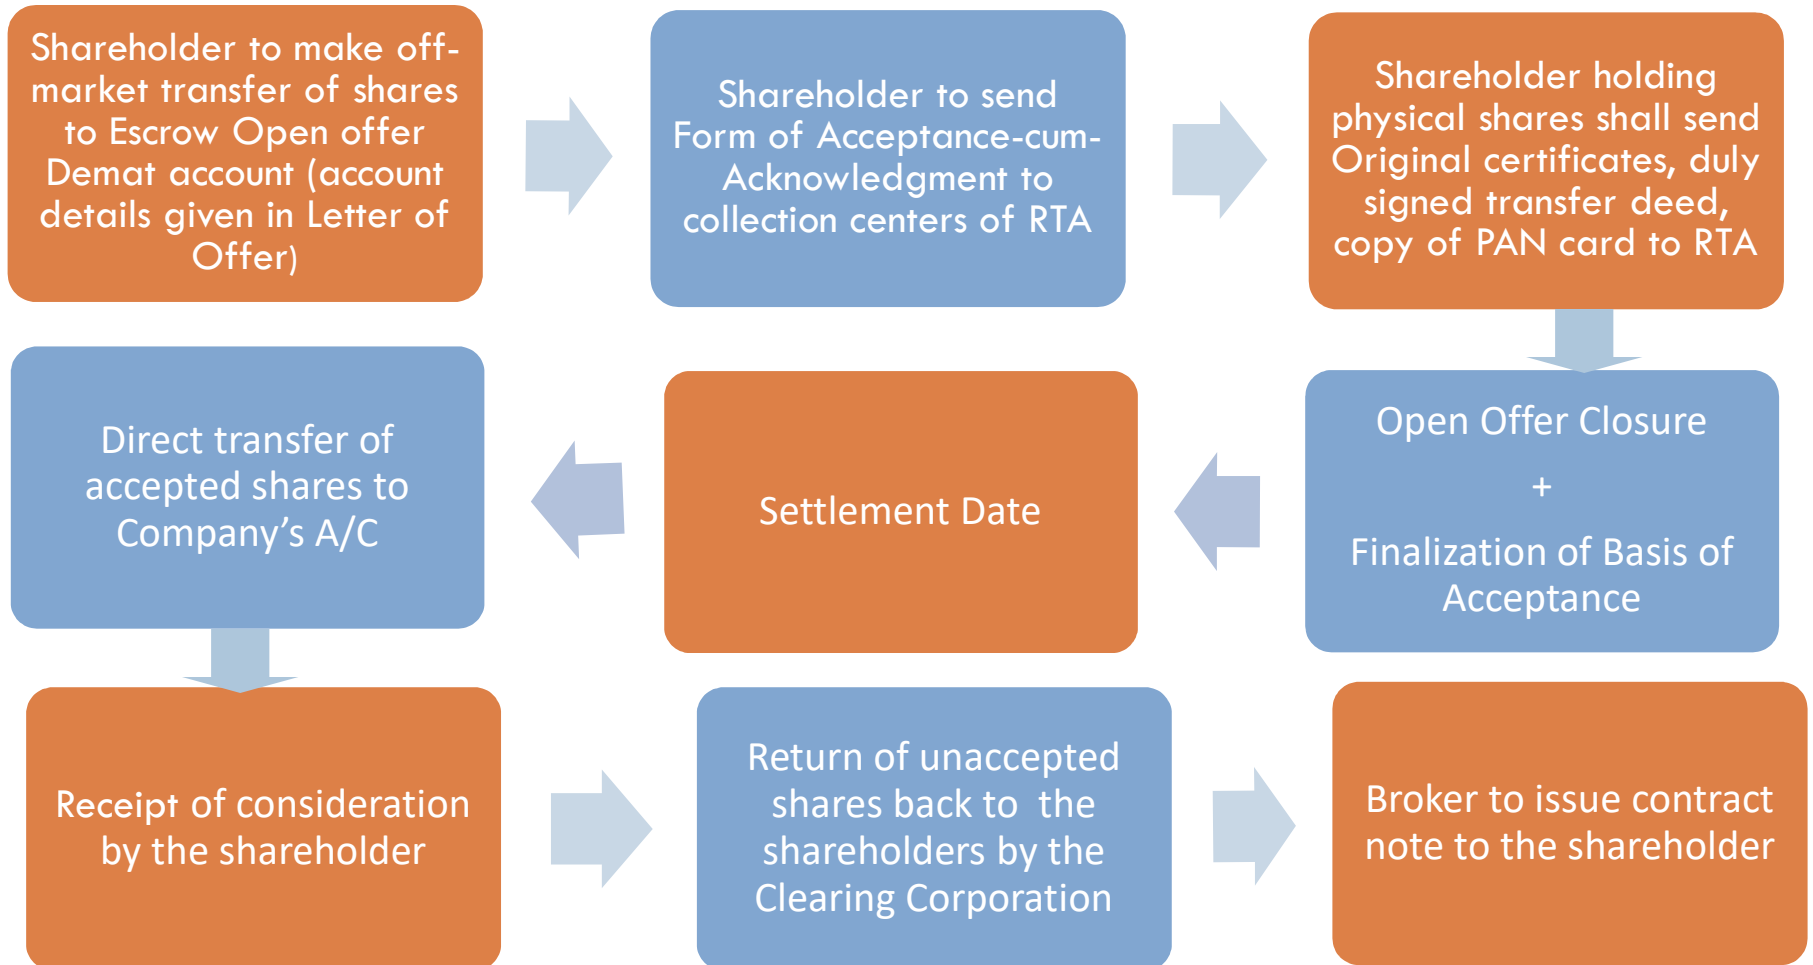 Shareholder to make off-
market transfer of shares
to Escrow Open offer
Demat account (account
details given in Letter of
Offer)
Shareholder to send
Form of Acceptance-cum-
Acknowledgment to
collection centers of RTA
Shareholder holding
physical shares shall send
Original certificates, duly
signed transfer deed,
copy of PAN card to RTA
Open Offer Closure
+
Finalization of Basis of
Acceptance
Settlement Date
Direct transfer of
accepted shares to
Company’s A/C
Receipt of consideration
by the shareholder
Return of unaccepted
shares back to the
shareholders by the
Clearing Corporation
Broker to issue contract
note to the shareholder